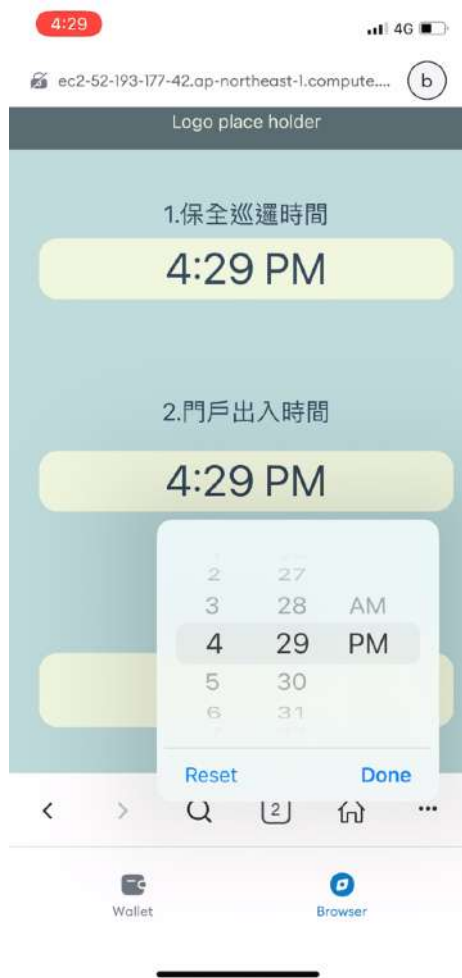 4:29
4G
ec2-52-193-177-42.ap-northeast-1.compute....
b
Logo place holder
1.保全巡邏時間
4:29 PM
2.門戶出入時間
4:29 PM
2 27
3 28 AM
4 29 PM
5 30
6 31
Reset Done
2
Wallet Browser